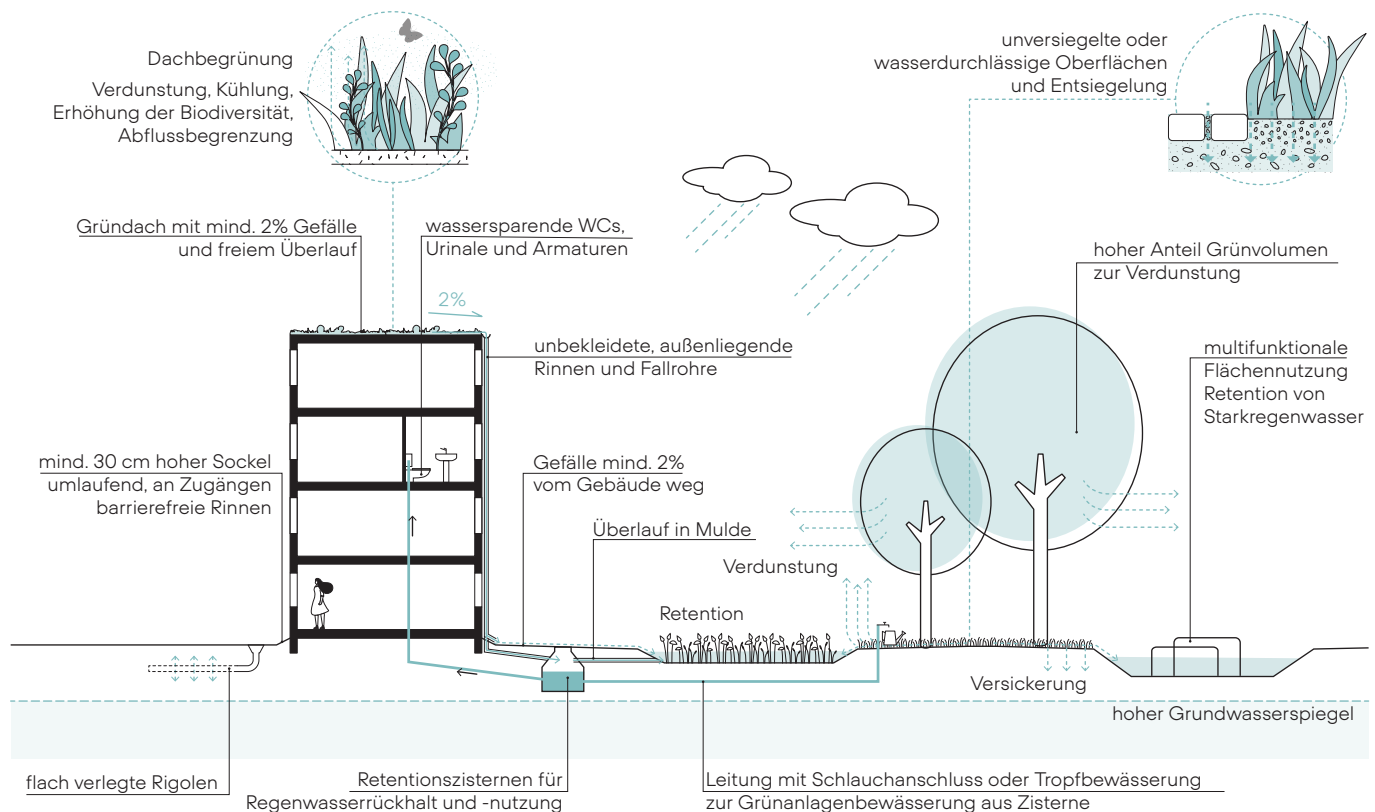 Dachbegrünung
Verdunstung, Kühlung,
Erhöhung der Biodiversität,
Abflussbegrenzung
unversiegelte oder
wasserdurchlässige Oberflächen
und Entsiegelung
Gründach mit mind. 2% Gefälle
und freiem Überlauf
wassersparende WCs,
Urinale und Armaturen
hoher Anteil Grünvolumen
zur Verdunstung
2%
unbekleidete, außenliegende
Rinnen und Fallrohre
multifunktionale
Flächennutzung
Retention von
Starkregenwasser
mind. 30 cm hoher Sockel
umlaufend, an Zugängen
barrierefreie Rinnen
Gefälle mind. 2%
vom Gebäude weg
Überlauf in Mulde
Verdunstung
Retention
Versickerung
hoher Grundwasserspiegel
flach verlegte Rigolen
Retentionszisternen für
Regenwasserrückhalt und -nutzung
Leitung mit Schlauchanschluss oder Tropfbewässerung
zur Grünanlagenbewässerung aus Zisterne